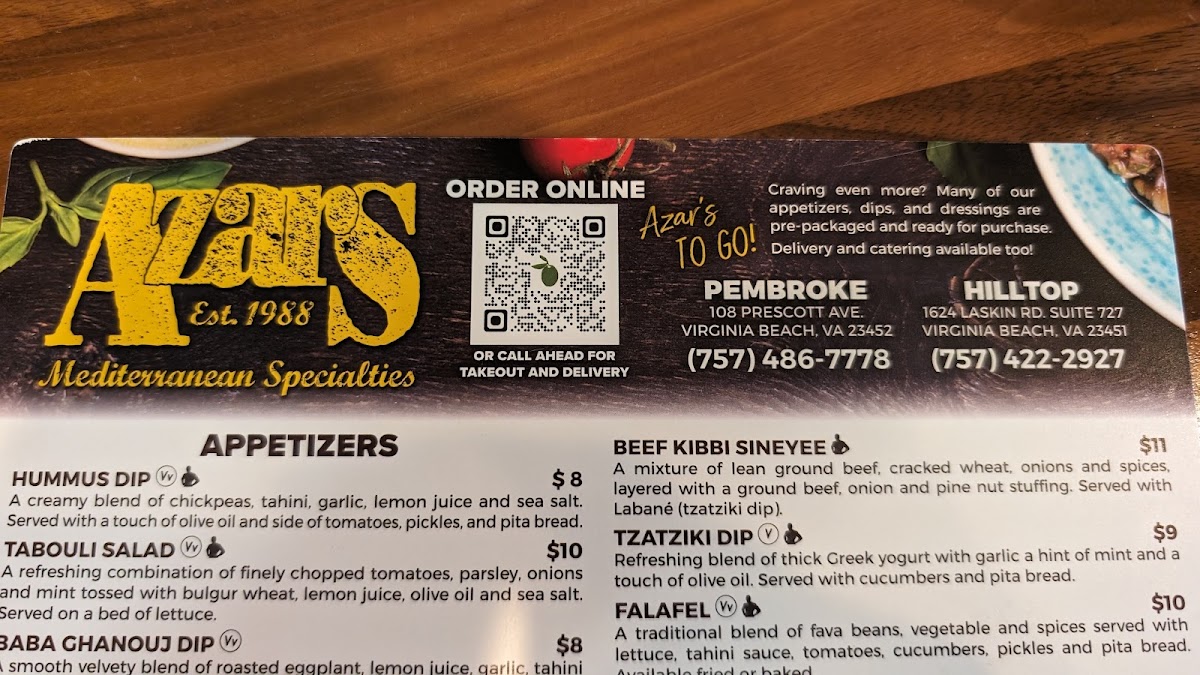 AzarS
Est. 1988
Mediterranean Specialties
ORDER ONLINE
OR CALL AHEAD FOR
TAKEOUT AND DELIVERY
Azar's
TO GO!
Craving even more? Many of our
appetizers, dips, and dressings are
pre-packaged and ready for purchase.
Delivery and catering available too!
PEMBROKE
108 PRESCOTT AVE.
VIRGINIA BEACH, VA 23452
(757) 486-7778
HILLTOP
1624 LASKIN RD. SUITE 727
VIRGINIA BEACH, VA 23451
(757) 422-2927
APPETIZERS
HUMMUS DIP Vv $8
A creamy blend of chickpeas, tahini, garlic, lemon juice and sea salt.
Served with a touch of olive oil and side of tomatoes, pickles, and pita bread.
TABOULI SALAD Vv $10
A refreshing combination of finely chopped tomatoes, parsley, onions
and mint tossed with bulgur wheat, lemon juice, olive oil and sea salt.
Served on a bed of lettuce.
BABA GHANOUJ DIP Vv $8
A smooth velvety blend of roasted eggplant, lemon juice, garlic, tahini
BEEF KIBBI SINEYEE $11
A mixture of lean ground beef, cracked wheat, onions and spices,
layered with a ground beef, onion and pine nut stuffing. Served with
Labané (tzatziki dip).
TZATZIKI DIP V $9
Refreshing blend of thick Greek yogurt with garlic a hint of mint and a
touch of olive oil. Served with cucumbers and pita bread.
FALAFEL Vv $10
A traditional blend of fava beans, vegetable and spices served with
lettuce, tahini sauce, tomatoes, cucumbers, pickles and pita bread.
Available fried or baked